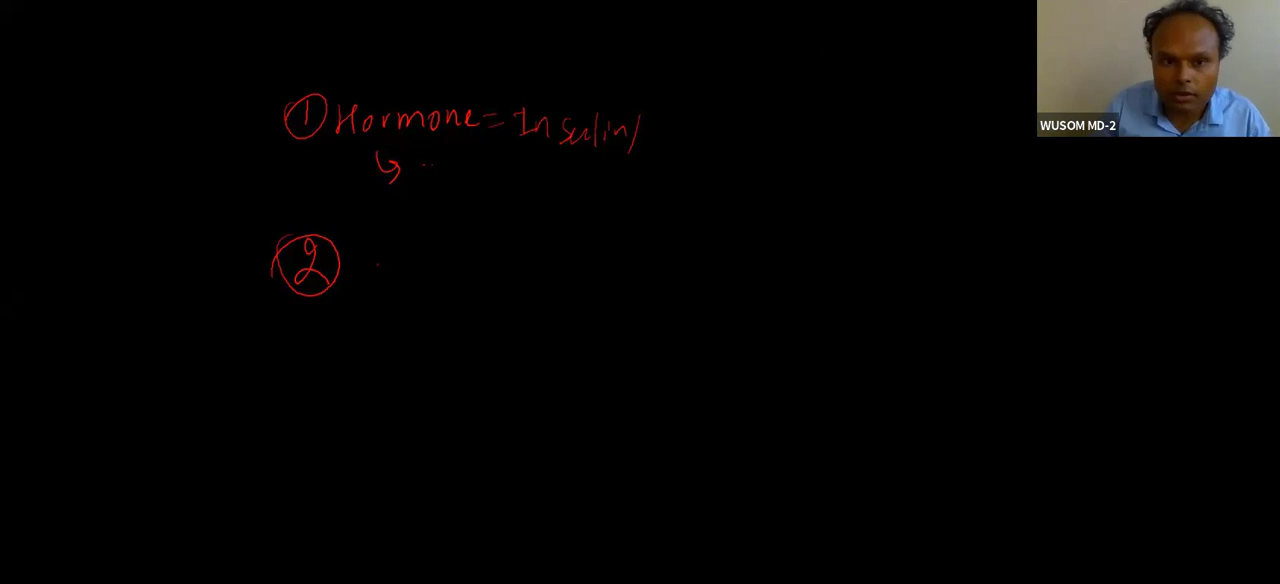 ① Hormone = Insulin/
WUSOM MD-2
②